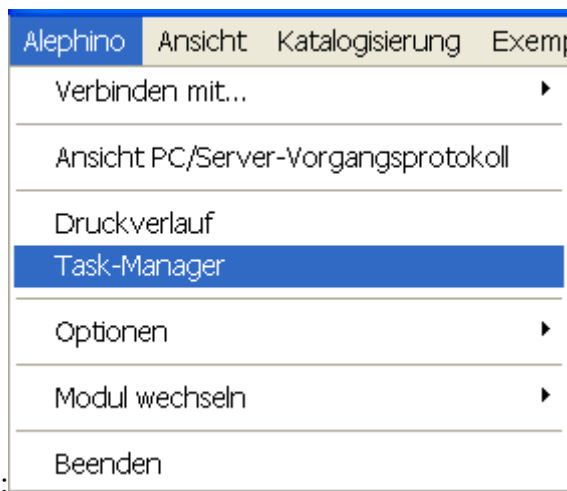 Alephino Ansicht Katalogisierung Exemp
Verbinden mit...
Ansicht PC/Server-Vorgangsprotokoll
Druckverlauf
Task-Manager
Optionen
Modul wechseln
Beenden